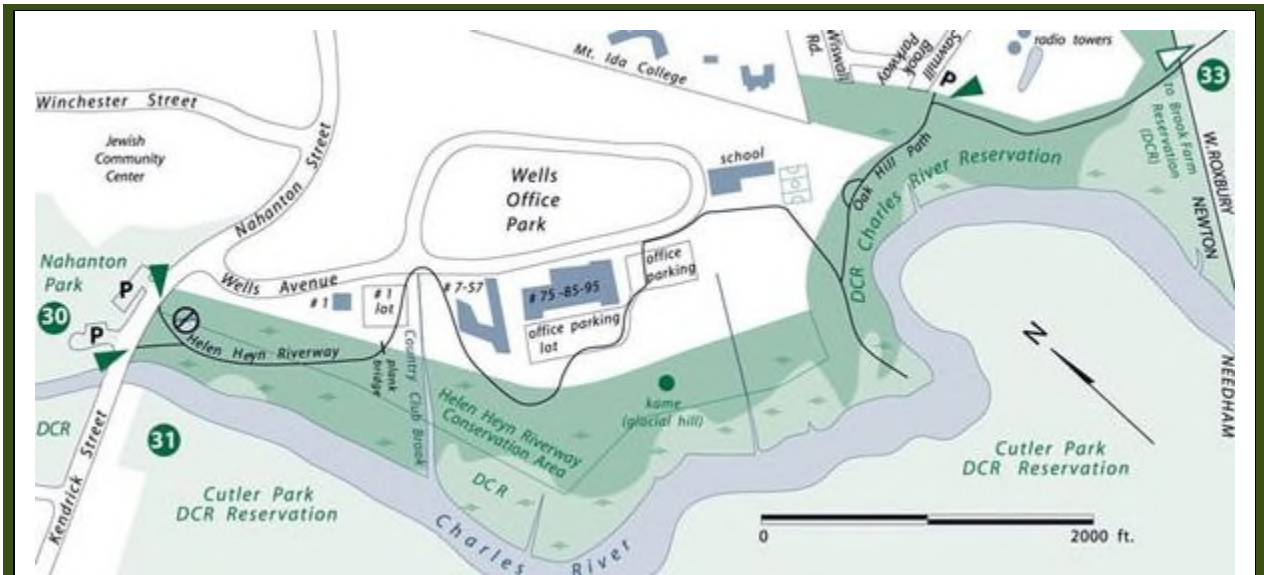 Mt. Ida College
Wiswall
Rd.
Sawmill
Brook
Parkway
P
radio towers
33
Winchester Street
Jewish
Community
Center
Nahanton Street
Wells
Office
Park
school
Oak Hill Path
DCR Charles River Reservation
to Brook Farm
Reservation
(DCR)
W. ROXBURY
NEWTON
NEEDHAM
Nahanton
Park
30
P
P
Wells Avenue
# 1
# 1
lot
# 7-57
# 75-85-95
office parking
lot
office
parking
Helen Heyn Riverway
plank
bridge
Country Club Brook
Helen Heyn Riverway
Conservation Area
kame
(glacial hill)
N
DCR
31
Kendrick Street
Cutler Park
DCR Reservation
DCR
Charles River
Cutler Park
DCR Reservation
0
2000 ft.